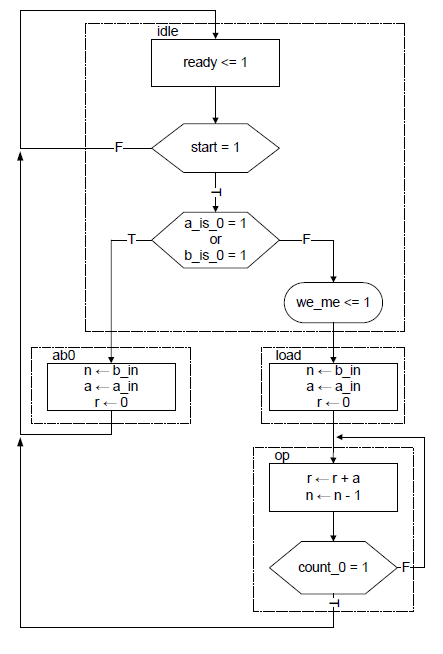 idle
ready <= 1
start = 1
F
T
a_is_0 = 1
or
b_is_0 = 1
T
F
we_me <= 1
ab0
n ← b_in
a ← a_in
r ← 0
load
n ← b_in
a ← a_in
r ← 0
op
r ← r + a
n ← n - 1
count_0 = 1
F
T